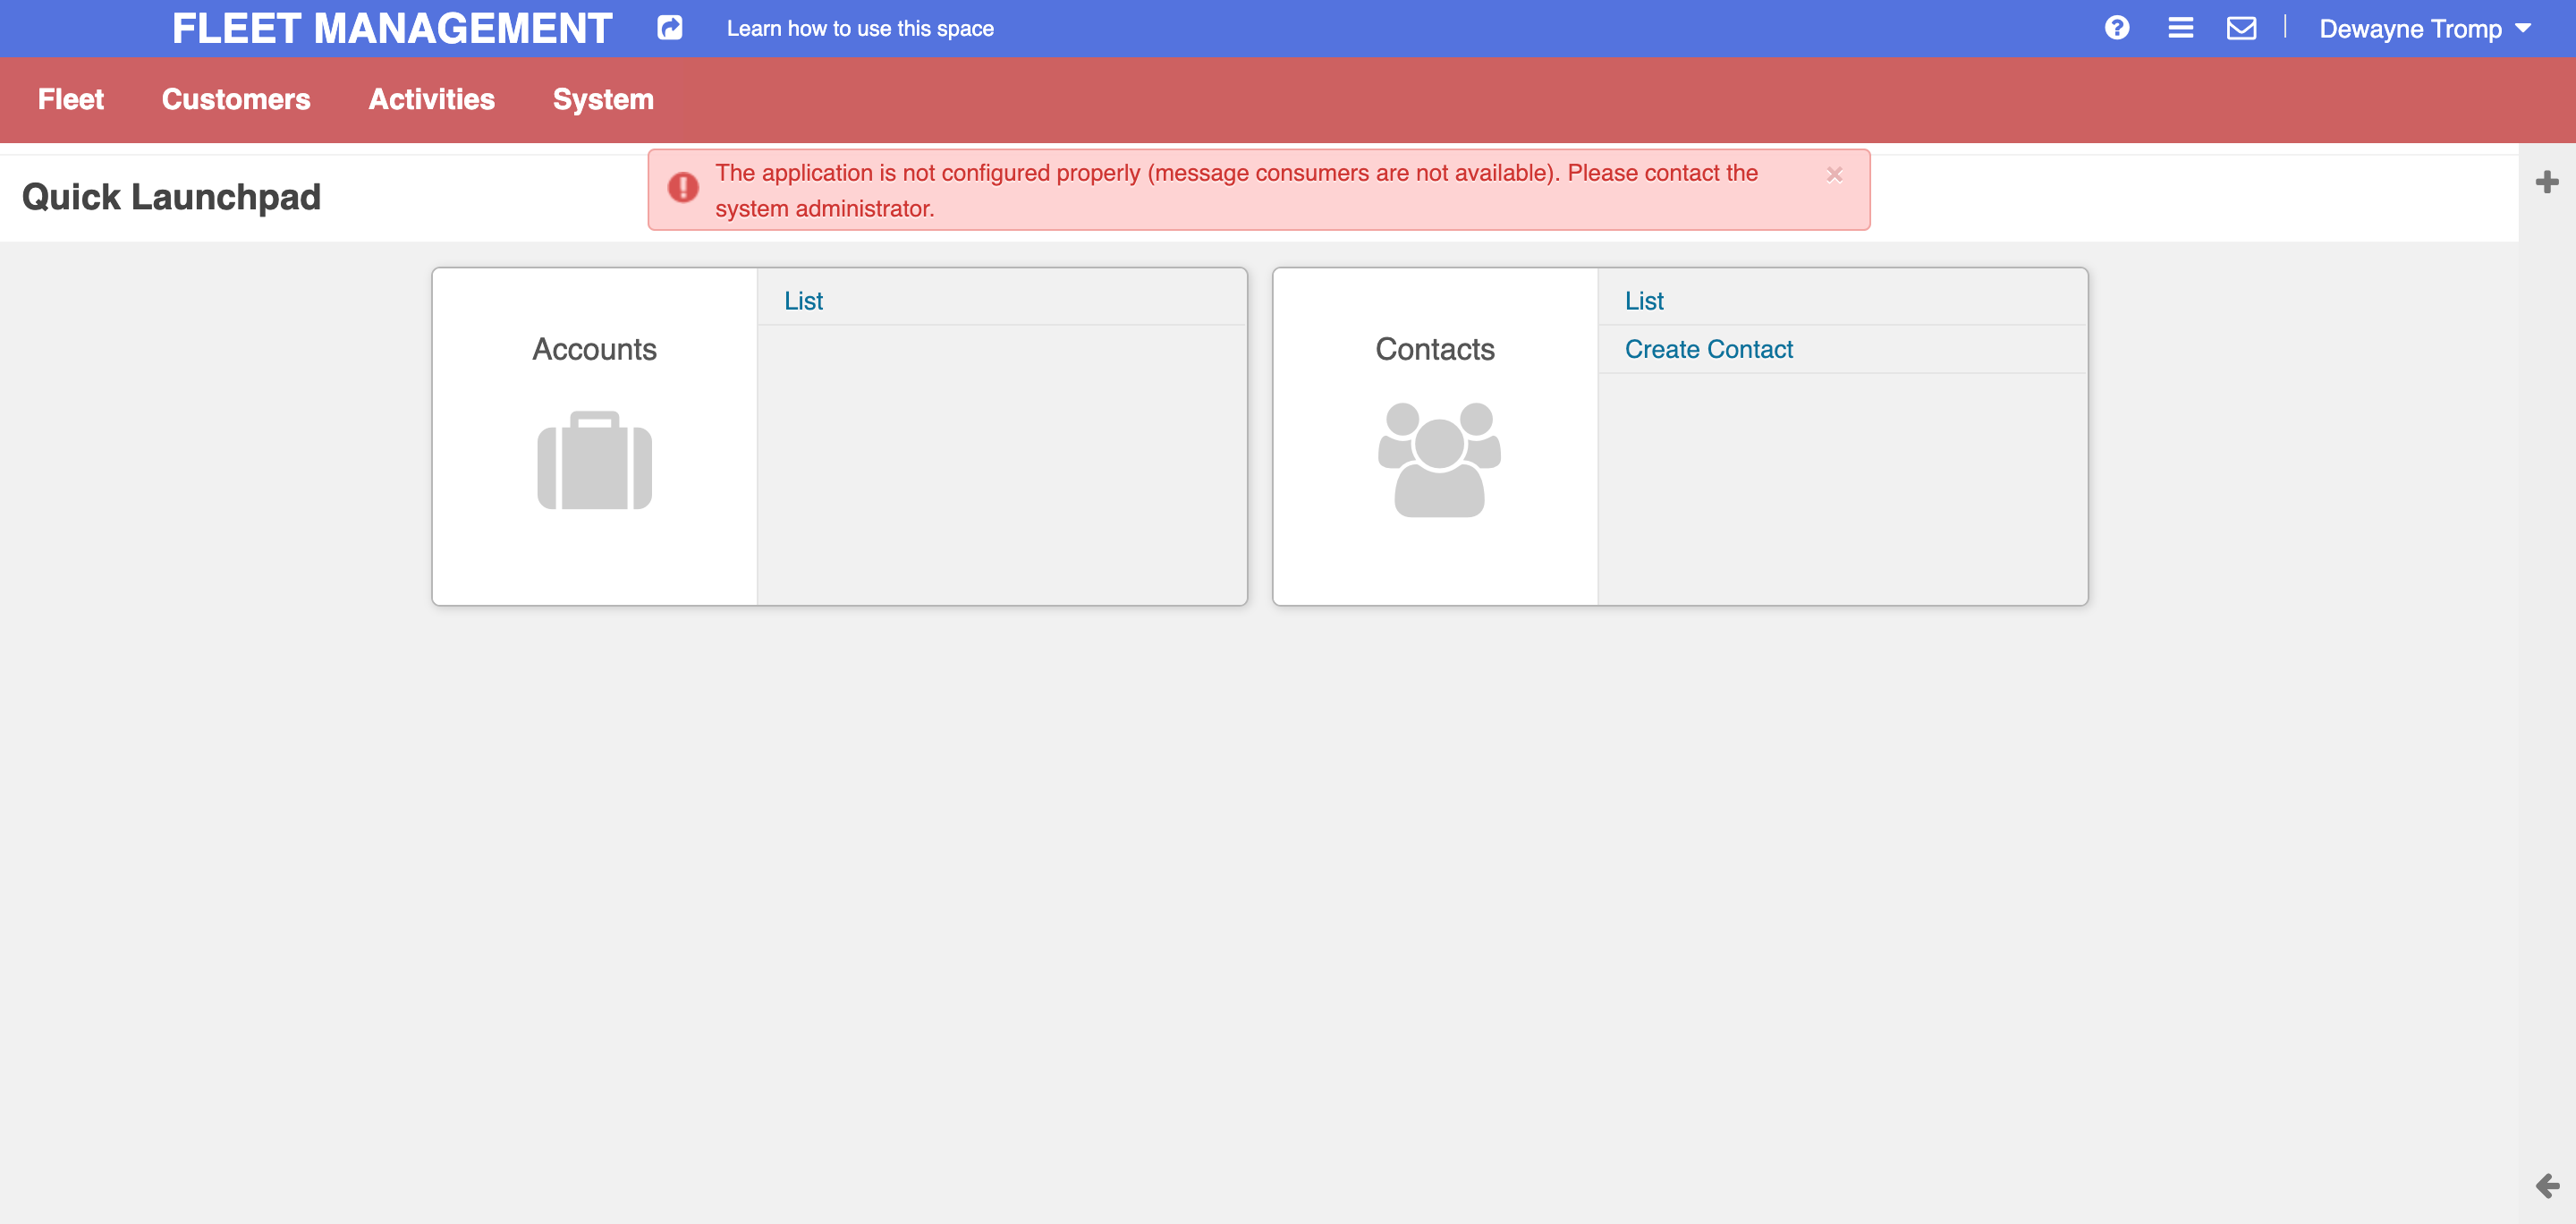 FLEET MANAGEMENT
Learn how to use this space
Dewayne Tromp
Fleet
Customers
Activities
System
The application is not configured properly (message consumers are not available). Please contact the
system administrator.
×
Quick Launchpad
Accounts
List
Contacts
List
Create Contact